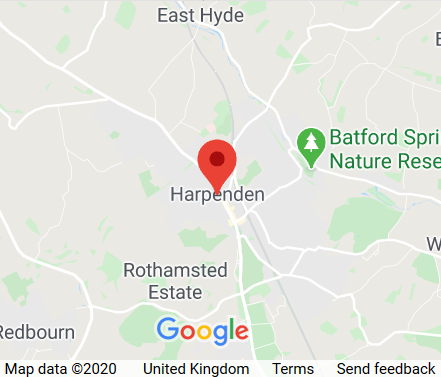 East Hyde
Batford Spri
Nature Rese
Harpenden
Rothamsted
Estate
Google
Redbourn
W
Map data ©2020 United Kingdom Terms Send feedback